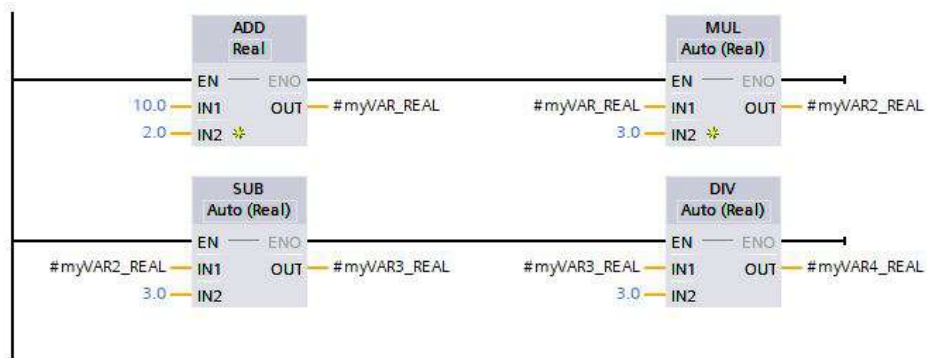 ADD MUL
Real Auto (Real)
EN ENO EN ENO
10.0 IN1 OUT #myVAR_REAL #myVAR_REAL IN1 OUT #myVAR2_REAL
2.0 IN2 3.0 IN2
SUB DIV
Auto (Real) Auto (Real)
EN ENO EN ENO
#myVAR2_REAL IN1 OUT #myVAR3_REAL #myVAR3_REAL IN1 OUT #myVAR4_REAL
3.0 IN2 3.0 IN2